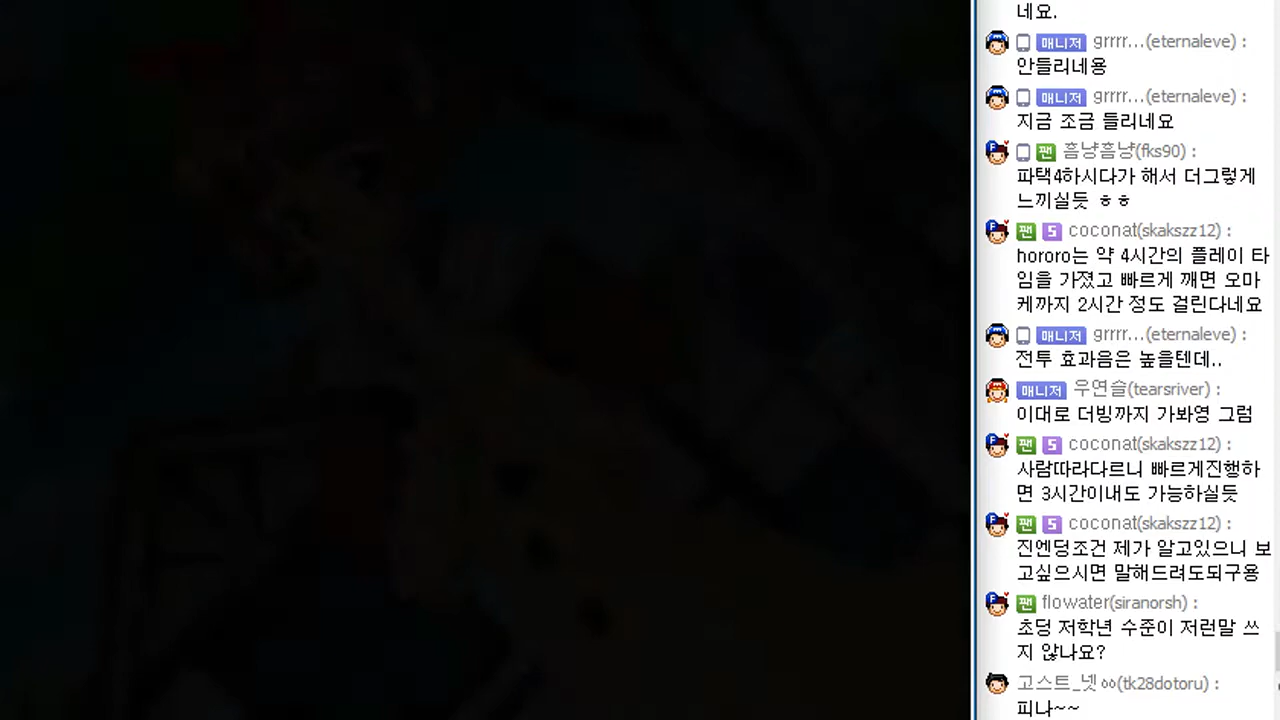 네요.
매니저 grrrr...(eternaleve) :
안들리네용
매니저 grrrr...(eternaleve) :
지금 조금 들리네요
팬 흠냥흠냥(fks90) :
파택4하시다가 해서 더그렇게
느끼실듯 ㅎㅎ
팬 S coconat(skakszz12) :
hororo는 약 4시간의 플레이 타
임을 가졌고 빠르게 깨면 오마
케까지 2시간 정도 걸린다네요
매니저 grrrr...(eternaleve) :
전투 효과음은 높을텐데..
매니저 우연슬(tearsriver) :
이대로 더빙까지 가봐영 그럼
팬 S coconat(skakszz12) :
사람따라다르니 빠르게진행하
면 3시간이내도 가능하실듯
팬 S coconat(skakszz12) :
진엔딩조건 제가 알고있으니 보
고싶으시면 말해드려도되구용
팬 flowater(siranorsh) :
초딩 저학년 수준이 저런말 쓰
지 않나요?
고스트_넷ㅇㅇ(tk28dotoru) :
피나~~